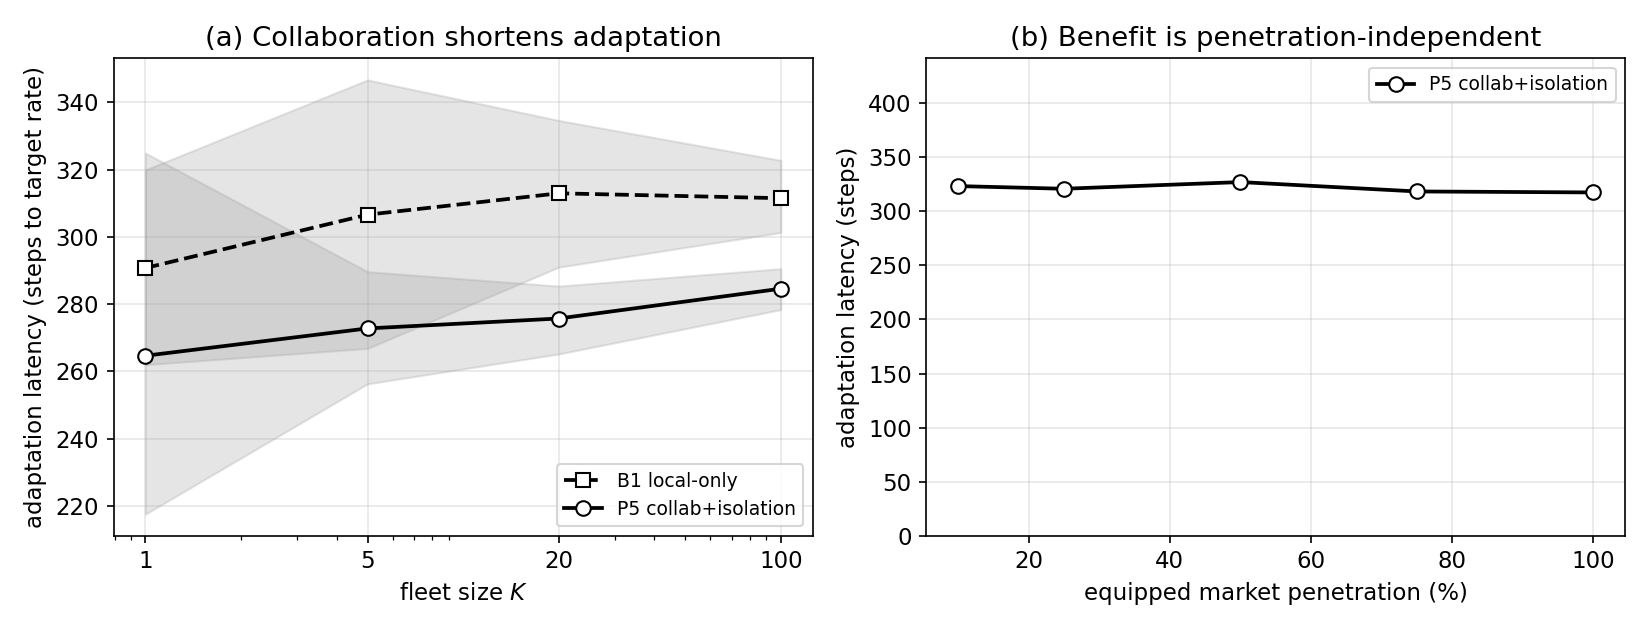 (a) Collaboration shortens adaptation
adaptation latency (steps to target rate)
340
320
300
280
260
240
220
B1 local-only
P5 collab+isolation
1
5
20
100
fleet size K
(b) Benefit is penetration-independent
adaptation latency (steps)
400
350
300
250
200
150
100
50
0
P5 collab+isolation
20
40
60
80
100
equipped market penetration (%)